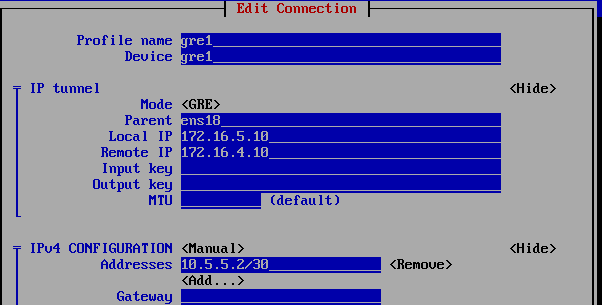 Edit Connection
Profile name gre1
Device gre1
IP tunnel <Hide>
Mode <GRE>
Parent ens18
Local IP 172.16.5.10
Remote IP 172.16.4.10
Input key
Output key
MTU (default)
IPv4 CONFIGURATION <Manual> <Hide>
Addresses 10.5.5.2/30 <Remove>
<Add...>
Gateway